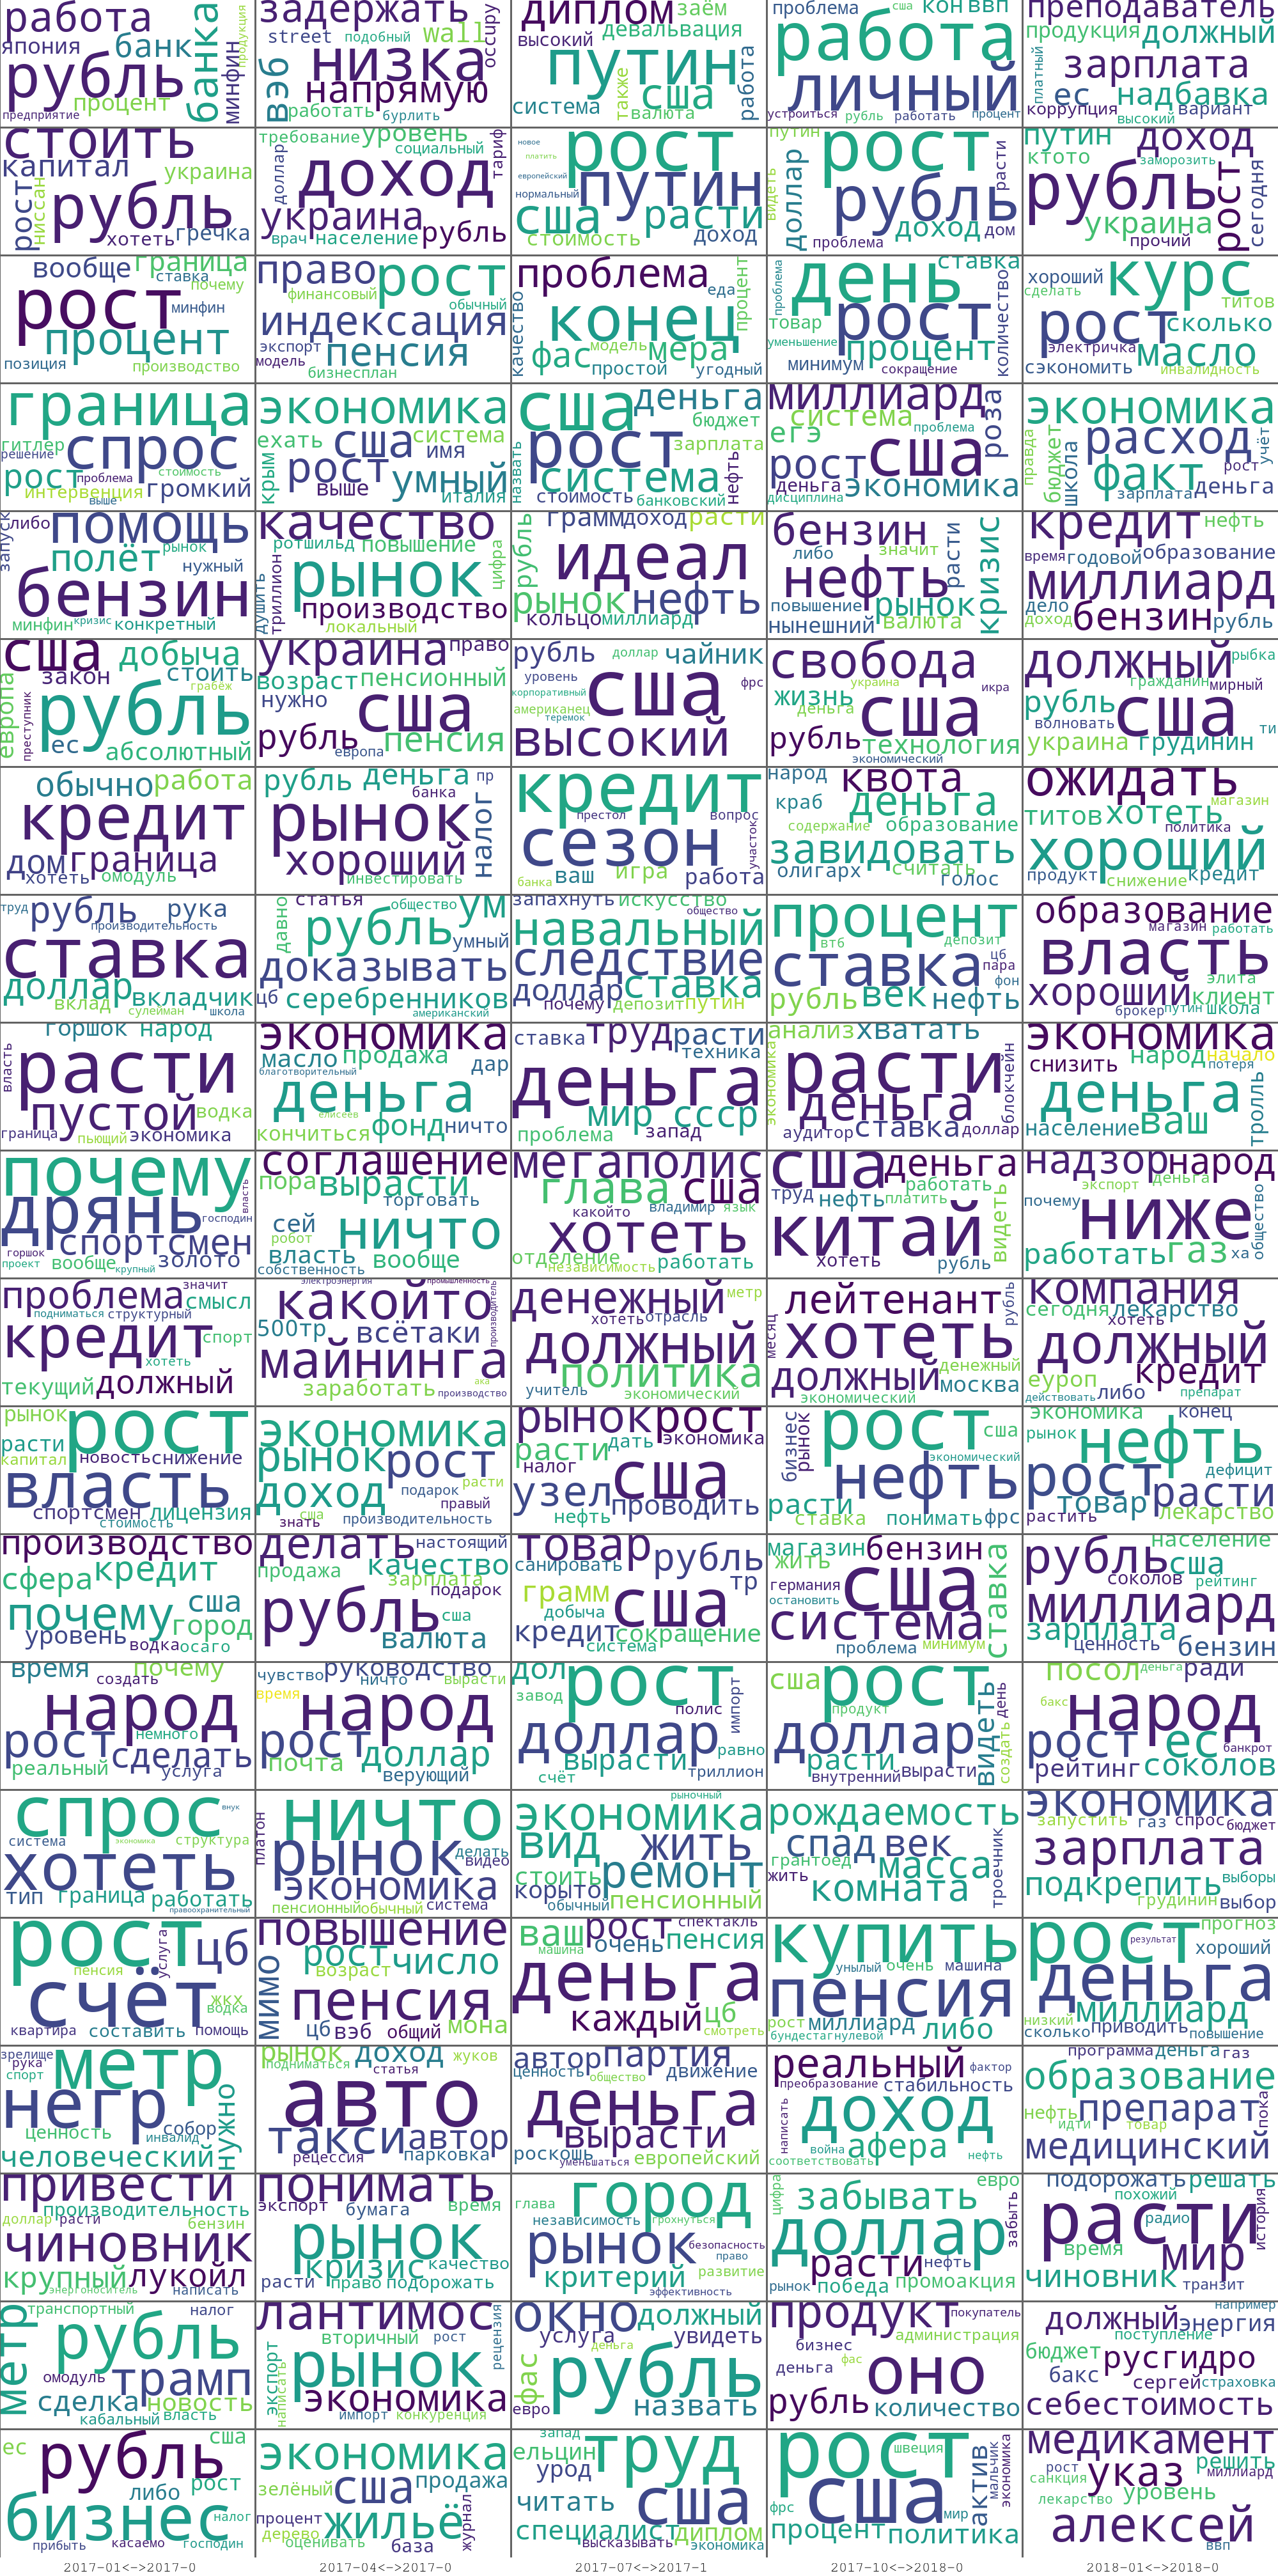 работа
япония банк
рубль
процент
предприятие
банка
минфин
продукция
задержать
street подобный wall
низка
напрямую
работать бурлить
вэб
оссиру
диплом заём
высокий девальвация
путин
сша
система валюта
также
работа
проблема сша кон ввп
работа
личный
устроиться рубль работать процент
преподаватель
продукция должный
зарплата
ес надбавка
коррупция вариант
высокий
платный
стоить
капитал украина
рубль
хотеть гречка
рост
ниссан
требование уровень
социальный
доход
украина
врач население рубль
доллар
тариф
новое рост
платить
европейский путин
нормальный
сша расти
стоимость доход
путин рост
рубль
доход дом
проблема
видеть
доллар
расти
путин доход
ктото заморозить
рубль
украина
прочий
рост
сегодня
вообще граница
ставка почему
рост минфин
процент
позиция производство
право рост
финансовый обычный
индексация
экспорт пенсия
модель
бизнесплан
проблема
еда
конец
фас модель мера
простой угодный
качество
процент
день ставка
рост
товар
уменьшение процент
минимум сокращение
проблема
количество
хороший курс
сделать титов
рост сколько
электричка масло
сэкономить инвалидность
граница
гитлер спрос
решение
рост проблема стоимость
интервенция громкий
выше
экономика
ехать сша система
рост имя
выше умный
италия
крым
сша деньга
бюджет
рост зарплата
система
стоимость банковский
назвать
нефть
миллиард
система
егэ проблема
рост сша
деньга экономика
дисциплина
роза
экономика
расход
факт рост
зарплата деньга
правда
бюджет
школа
учёт
либо помощь
полёт рынок
нужный
бензин
минфин кризис конкретный
запуск
качество
ротшильд повышение
рынок
производство
локальный
душить
триллион
цифра
грамм доход расти
идеал
рынок нефть
кольцо миллиард
рубль
бензин
либо значит
нефть
повышение рынок
нынешний валюта
расти
кризис
кредит нефть
время годовой образование
миллиард
дело
доход бензин рубль
сша добыча
закон стоить
грабёж
рубль
ес абсолютный
европа
преступник
украина право
возраст пенсионный
нужно сша
рубль пенсия
европа
рубль доллар чайник
уровень фрс
корпоративный сша
американец
теремок
высокий
свобода
жизнь украина икра
деньга сша
рубль технология
экономический
должный рыбка
гражданин мирный
рубль сша
волновать ти
украина грудинин
обычно работа
кредит
дом граница
хотеть омодуль
рубль деньга пр
банка
рынок
хороший
инвестировать
налог
кредит
престол вопрос
сезон
ваш игра работа
банка
участок
народ квота
краб деньга
содержание образование
завидовать
олигарх считать
голос
ожидать
титов хотеть магазин
политика
хороший
продукт снижение кредит
труд рубль рука
производительность
ставка
доллар вкладчик
вклад сулейман школа
статья общество ум
рубль умный
доказывать
цб серебренников
американский
давно
запахнуть искусство
общество
навальный
следствие
доллар ставка
почему депозит путин
процент
втб депозит
ставка цб
пара
фон
рубль век нефть
образование
магазин работать
власть
хороший элита
клиент
брокер путин школа
горшок народ
расти
пустой водка
граница пьющий экономика
власть
экономика
масло продажа дар
благотворительный
деньга
елисеев
кончиться фонд ничто
ставка труд расти
техника
деньга
мир ссср
проблема запад
анализ хватать
расти
деньга
аудитор ставка доллар
экономика
блокчейн
экономика
снизить народ начало
потеря
деньга
население ваш
тролль
почему
дрянь господин
горшок спортсмен
проект вообще крупный золото
власть
соглашение
пора вырасти
торговать
сей
робот ничто
власть вообще
собственность
мегаполис
глава сша
какойто владимир язык
хотеть
отделение
независимость работать
сша деньга
труд нефть работать
платить
китай
хотеть рубль
видеть
надзор народ
почему экспорт деньга
ниже
работать газ ха
общество
проблема значит
подниматься структурный смысл
кредит спорт
хотеть
текущий должный
электроэнергия промышленность
какойто
500тр всётаки
майнинга
ака
заработать производство
производитель
денежный метр
хотеть отрасль
должный
политика
учитель экономический
лейтенант
хотеть
должный денежный
москва
экономический
месяц
рубль
компания
сегодня лекарство
хотеть
должный
еуроп кредит
действовать либо препарат
рынок рост
расти
капитал новость снижение
власть
спортсмен лицензия
стоимость
экономика
рынок рост
доход расти
подарок правый
сша
знать производительность
рынок рост
расти дать экономика
налог сша
узел проводить
нефть
рост сша
экономический
нефть
расти
ставка понимать фрс
бизнес
рынок
экономика конец
рынок нефть
рост дефицит
товар расти
растить лекарство
производство
сфера кредит
почему сша
город
уровень водка осаго
делать настоящий
продажа качество
зарплата
подарок
рубль сша
валюта
товар
санировать рубль
грамм сша тр
добыча
кредит сокращение
система
магазин бензин
жить
германия сша
остановить
система
проблема минимум
ставка
рубль население
соколов сша
рейтинг
миллиард
зарплата
ценность бензин
время почему
создать
народ
рост немного
сделать
реальный услуга
чувство руководство
ничто вырасти
время
народ
рост
почта доллар
верующий
дол рост
завод полис
доллар
вырасти равно
счёт триллион
импорт
сша рост
продукт
доллар
расти
внутренний вырасти
видеть
день
создать
посол деньга ради
бакс
народ
рост ес банкрот
рейтинг соколов
спрос внук
система экономика структура
хотеть
тип граница работать
правоохранительный
ничто
рынок делать
видео
экономика
пенсионный обычный система
платон
рыночный
экономика
вид жить
стоить ремонт
корыто
обычный пенсионный
рождаемость
спад век
грантоед масса
жить комната
троечник
экономика
запустить газ спрос бюджет
зарплата
подкрепить выборы
грудинин выбор
рост цб
пенсия
счёт жкх
водка
квартира составить помощь
услуга
повышение
рост число
возраст
пенсия
цб вэб общий мона
мимо
ваш рост спектакль
машина очень пенсия
деньга
каждый цб
смотреть
купить
унылый очень машина
пенсия
рост миллиард либо
бундестаг нулевой
рост прогноз
результат хороший
деньга
миллиард
низкий
сколько приводить повышение
зрелище метр
рука
спорт
негр
ценность собор
инвалид
человеческий
нужно
рынок доход жуков
подниматься статья
авто
такси автор
рецессия парковка
автор партия
ценность общество движение
деньга
вырасти
роскошь уменьшаться европейский
реальный фактор
преобразование стабильность
доход
война афера
соответствовать нефть
написать
программа деньга газ
образование
нефть препарат
идти товар
медицинский
пока
привести
производительность
доллар расти бензин
чиновник
крупный лукойл
энергоноситель написать
понимать
экспорт бумага время
рынок
кризис качество
расти право подорожать
глава город
независимость грохнуться
рынок безопасность
право
критерий развитие
эффективность
забывать евро
доллар
расти нефть
рынок победа промоакция
цифра
забыть
подорожать решать
похожий
расти
радио
время мир
чиновник транзит
история
транспортный налог
рубль
омодуль трамп
сделка новость
кабальный власть
метр
лантимос
вторичный рост
рынок
экономика
импорт конкуренция
экспорт
написать
рецензия
окно должный
услуга деньга увидеть
рубль
евро назвать
фас
продукт покупатель
бизнес администрация
деньга фас оно
рубль количество
например
должный энергия
поступление
бюджет русгидро
бакс сергей страховка
себестоимость
ес рубль сша
либо рост
бизнес налог
прибыть касаемо господин
экономика
зелёный сша продажа
процент жильё
дерево
оценивать база
журнал
запад
ельцин труд
урод
читать сша
специалист диплом
высказывать экономика
рост швеция
сша
фрс мир
процент политика
актив
мальчик
экономика
медикамент
рост указ решить
санкция миллиард
лекарство уровень
алексей
ввп
2017-01<->2017-0 2017-04<->2017-0 2017-07<->2017-1 2017-10<->2018-0 2018-01<->2018-0